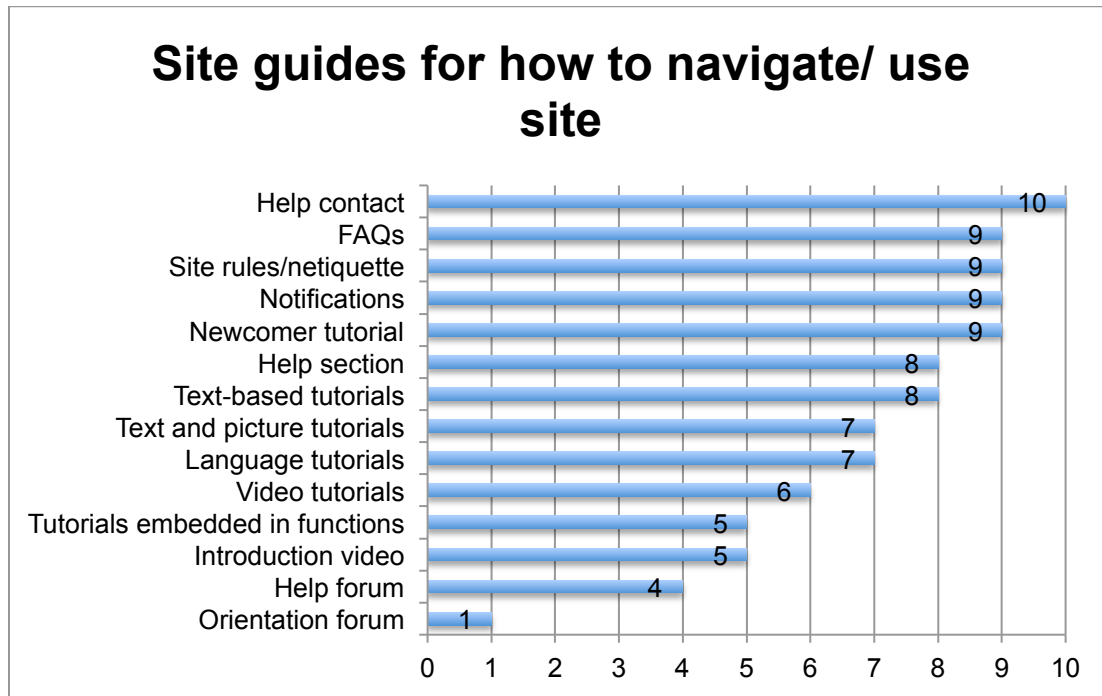 Site guides for how to navigate/ use
site
Help contact 10
FAQs 9
Site rules/netiquette 9
Notifications 9
Newcomer tutorial 9
Help section 8
Text-based tutorials 8
Text and picture tutorials 7
Language tutorials 7
Video tutorials 6
Tutorials embedded in functions 5
Introduction video 5
Help forum 4
Orientation forum 1
0 1 2 3 4 5 6 7 8 9 10